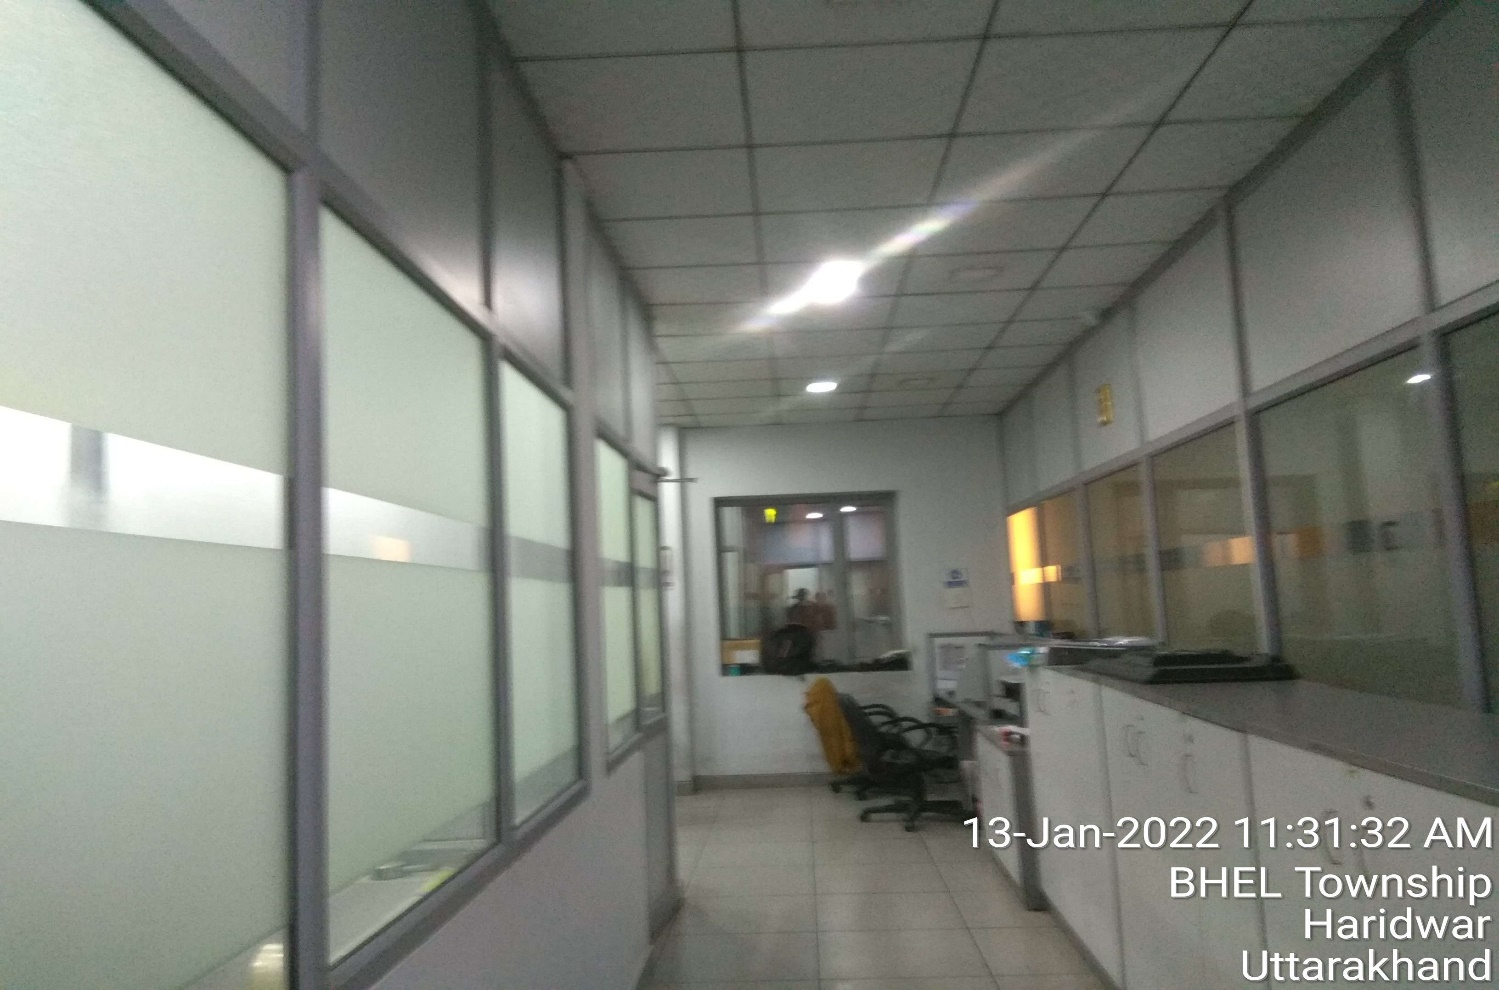 13-Jan-2022 11:31:32 AM
BHEL Township
Haridwar
Uttarakhand